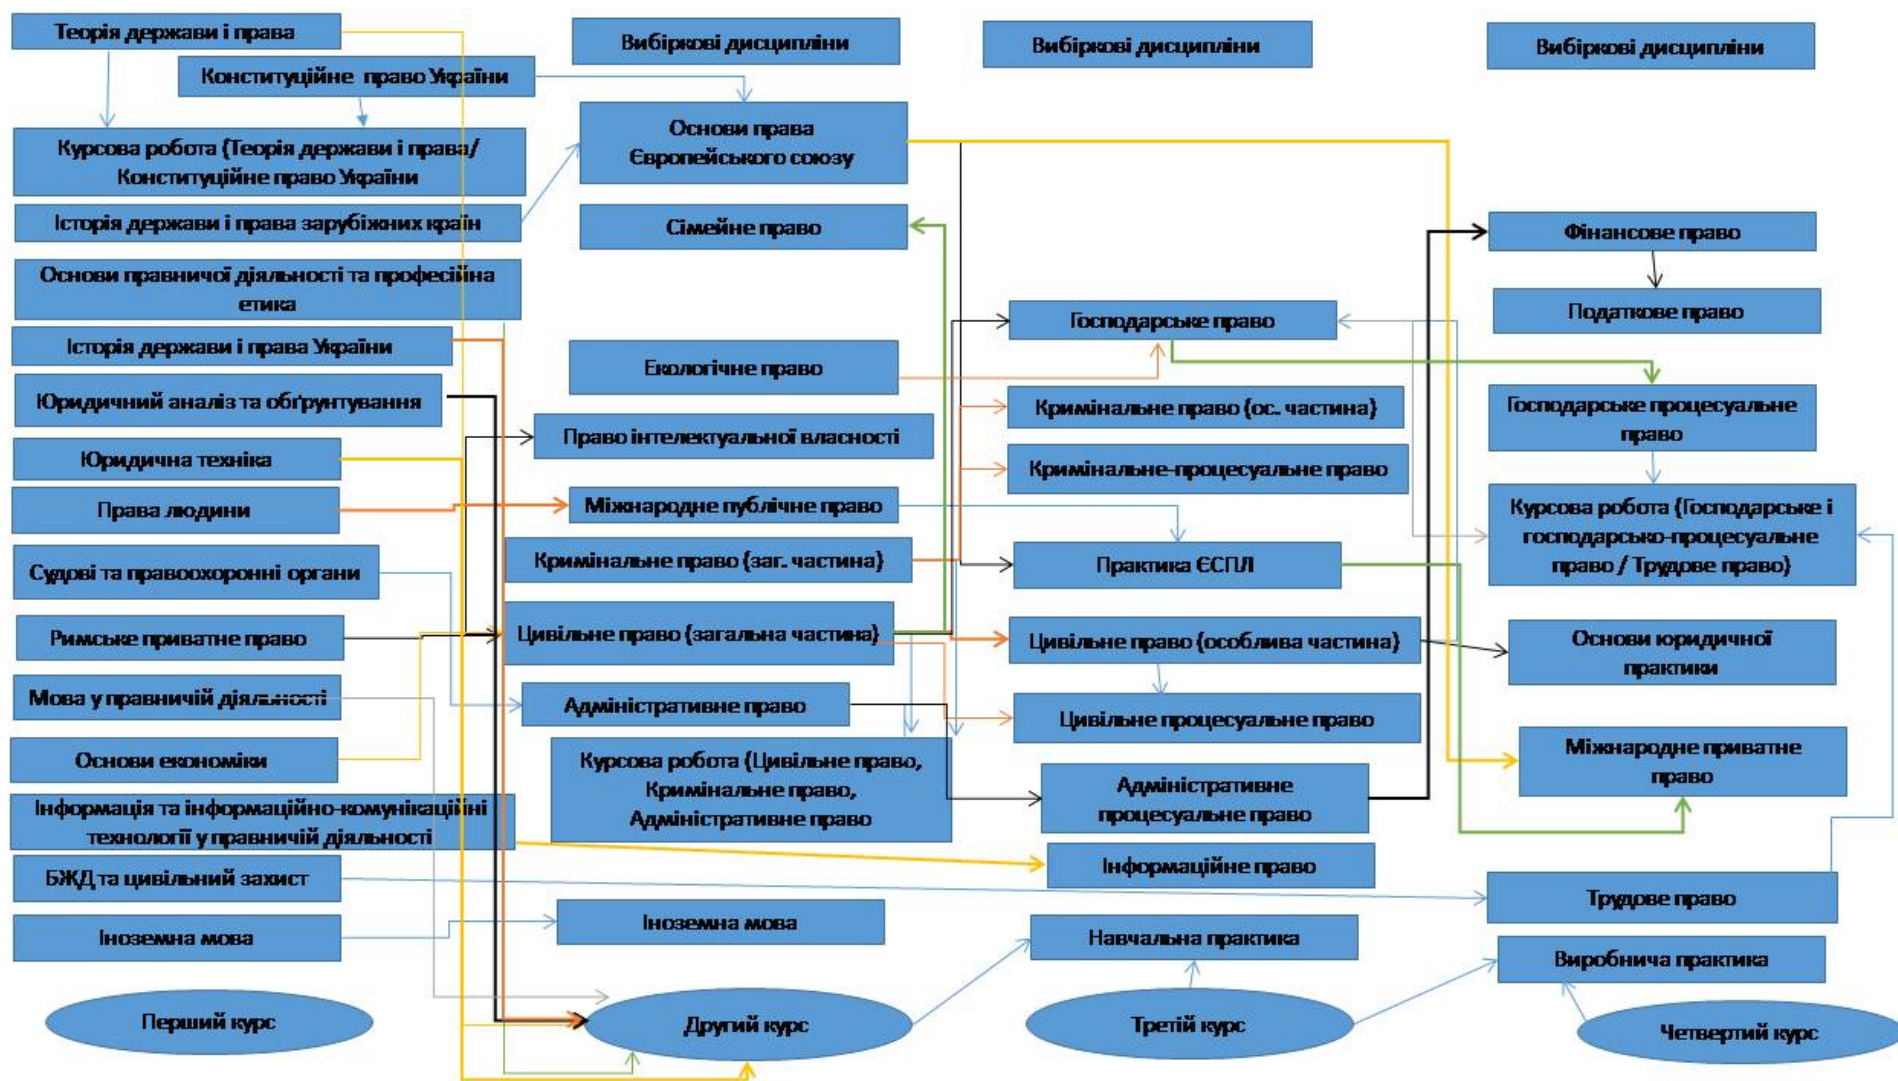 Теорія держави і права
Конституційне право України
Курсова робота (Теорія держави і права/
Конституційне право України
Історія держави і права зарубіжних країн
Основи правничої діяльності та професійна
етика
Історія держави і права України
Юридичний аналіз та обґрунтування
Юридична техніка
Права людини
Судові та правоохоронні органи
Римське приватне право
Мова у правничій діяльності
Основи економіки
Інформація та інформаційно-комунікаційні
технології у правничій діяльності
БЖД та цивільний захист
Іноземна мова
Перший курс
Вибіркові дисципліни
Основи права
Європейського союзу
Сімейне право
Екологічне право
Право інтелектуальної власності
Міжнародне публічне право
Кримінальне право (заг. частина)
Цивільне право (загальна частина)
Адміністративне право
Курсова робота (Цивільне право,
Кримінальне право,
Адміністративне право
Іноземна мова
Другий курс
Вибіркові дисципліни
Господарське право
Кримінальне право (ос. частина)
Кримінальне-процесуальне право
Практика ЄСПЛ
Цивільне право (особлива частина)
Цивільне процесуальне право
Адміністративне
процесуальне право
Інформаційне право
Навчальна практика
Третій курс
Вибіркові дисципліни
Фінансове право
Податкове право
Господарське процесуальне
право
Курсова робота (Господарське і
господарсько-процесуальне
право / Трудове право)
Основи юридичної
практики
Міжнародне приватне
право
Трудове право
Виробнича практика
Четвертий курс